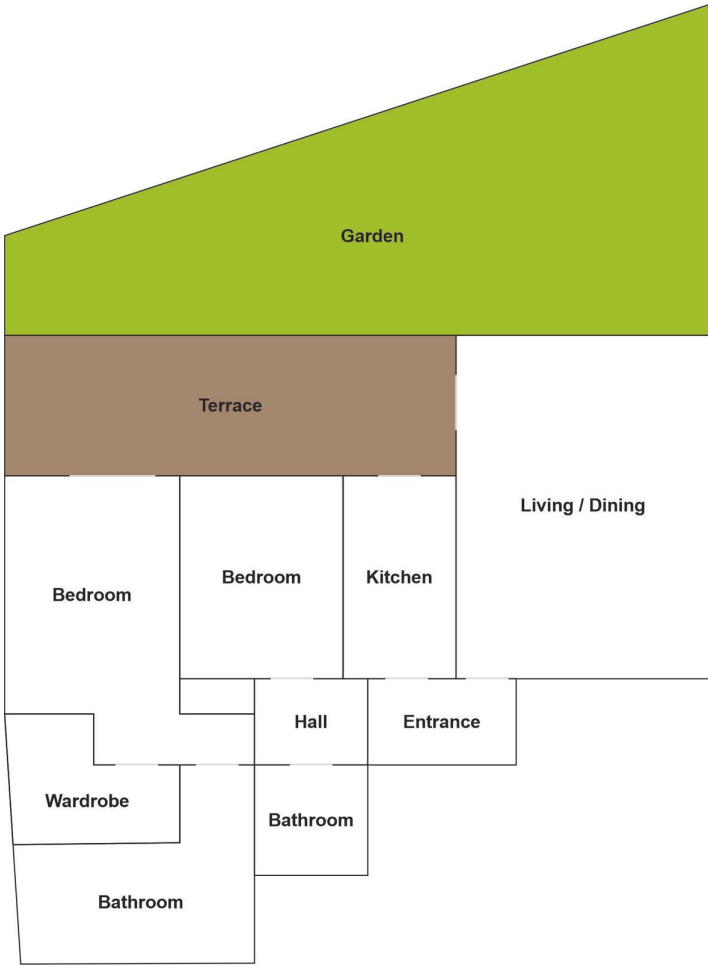 Garden
Terrace
Living / Dining
Bedroom
Bedroom
Kitchen
Hall
Entrance
Wardrobe
Bathroom
Bathroom